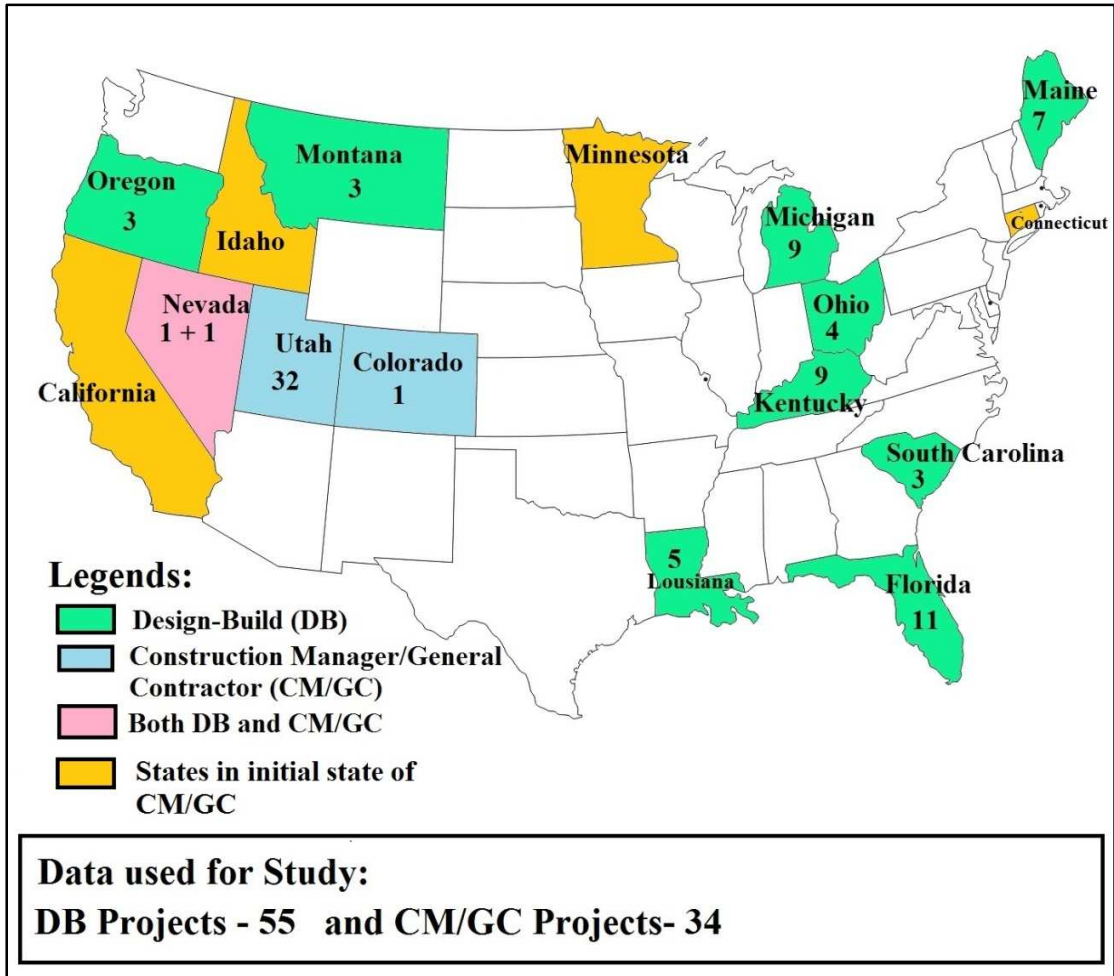 Maine
7
Montana
3
Minnesota
Oregon
3
Michigan
9
Connecticut
Idaho
Nevada
1 + 1
Ohio
4
Utah
32
Colorado
1
California
9
Kentucky
South Carolina
3
5
Lousiana
Florida
11
Legends:
Design-Build (DB)
Construction Manager/General
Contractor (CM/GC)
Both DB and CM/GC
States in initial state of
CM/GC
Data used for Study:
DB Projects - 55 and CM/GC Projects- 34